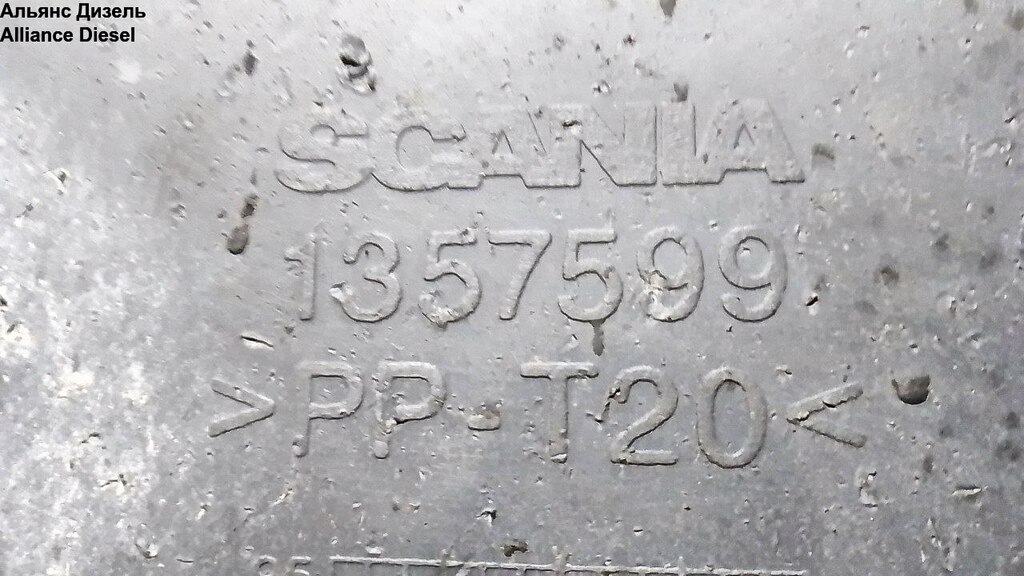 Альянс Дизель
Alliance Diesel
SCANIA
1357599
>PP-T20<